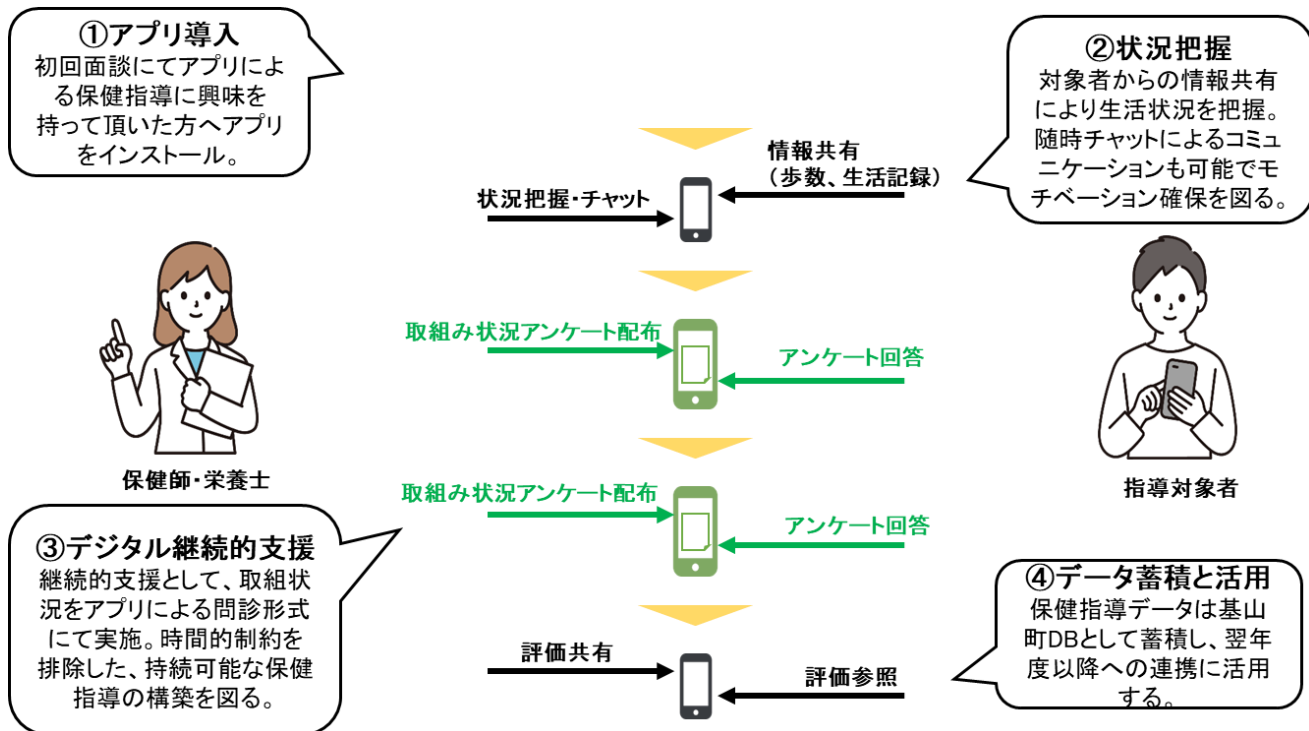 ①アプリ導入
初回面談にてアプリによ
る保健指導に興味を
持って頂いた方へアプリ
をインストール。
②状況把握
対象者からの情報共有
により生活状況を把握。
随時チャットによるコミュ
ニケーションも可能でモ
チベーション確保を図る。
情報共有
（歩数、生活記録）
状況把握・チャット
取組み状況アンケート配布
アンケート回答
保健師・栄養士
指導対象者
取組み状況アンケート配布
アンケート回答
③デジタル継続的支援
継続的支援として、取組状
況をアプリによる問診形式
にて実施。時間的制約を
排除した、持続可能な保健
指導の構築を図る。
④データ蓄積と活用
保健指導データは基山
町DBとして蓄積し、翌年
度以降への連携に活用
する。
評価共有
評価参照